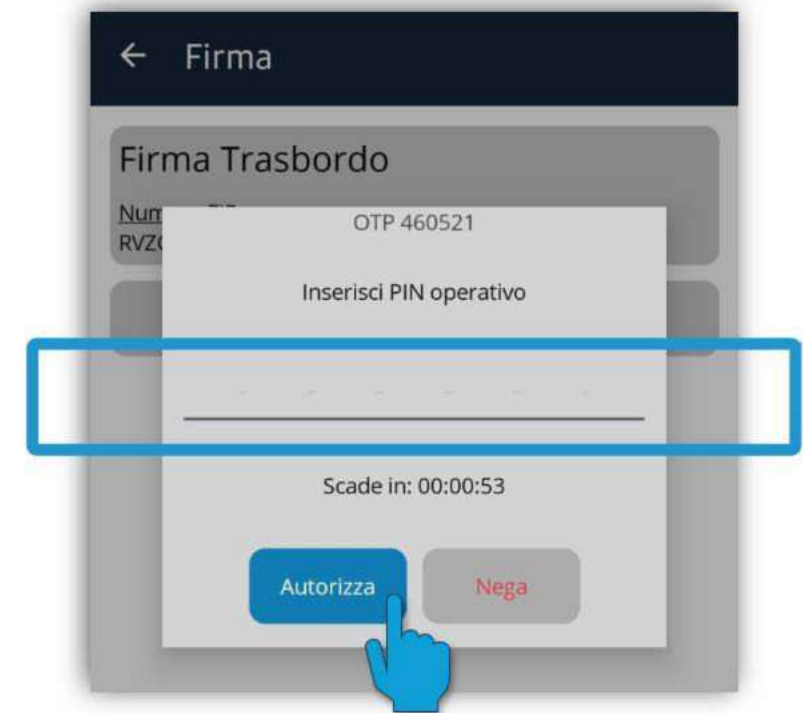 Firma
Firma Trasbordo
OTP 460521
Inserisci PIN operativo
Scade in: 00:00:53
Autorizza
Nega